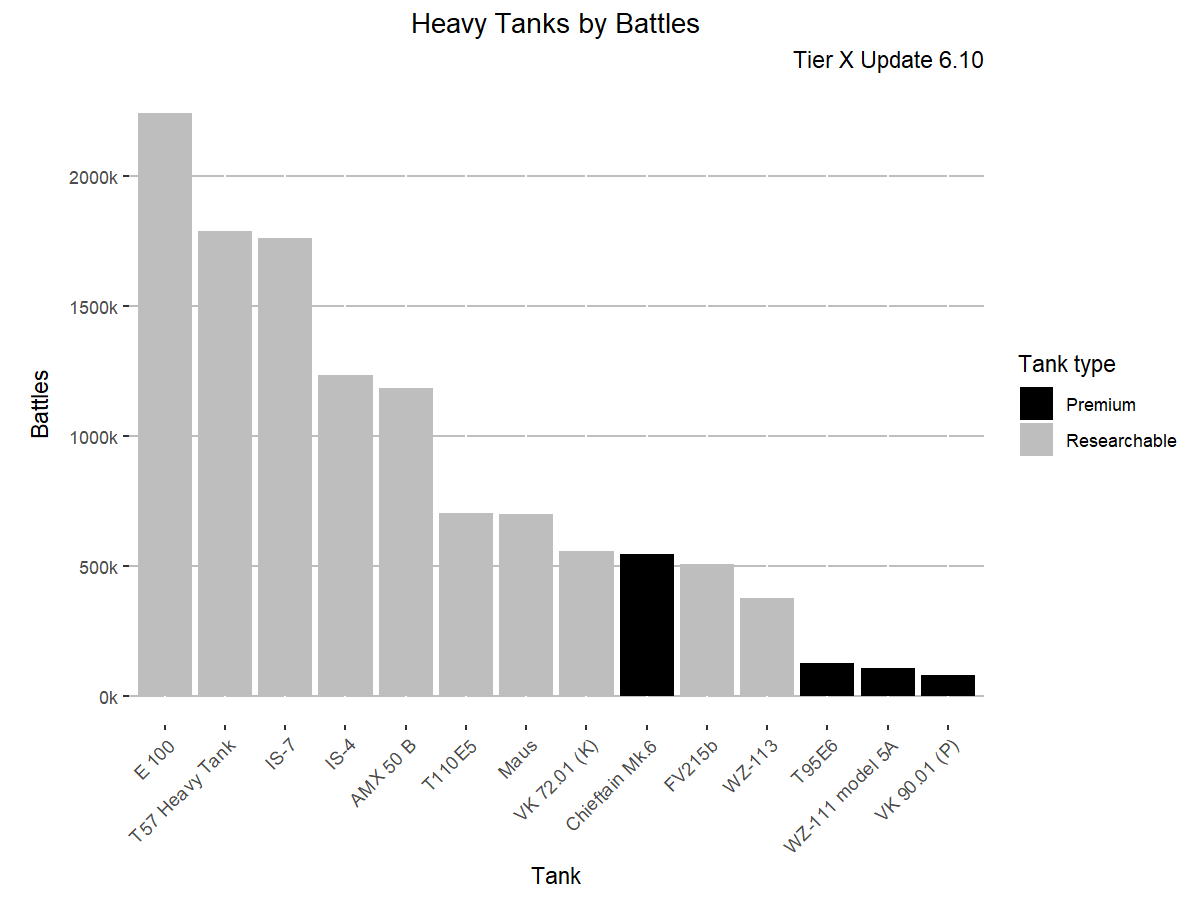 Heavy Tanks by Battles
Tier X Update 6.10
Battles
2000k
1500k
1000k
500k
0k
E 100
T57 Heavy Tank
IS-7
IS-4
AMX 50 B
T110E5
Maus
VK 72.01 (K)
Chieftain Mk.6
FV215b
WZ-113
T95E6
WZ-111 model 5A
VK 90.01 (P)
Tank
Tank type
Premium
Researchable